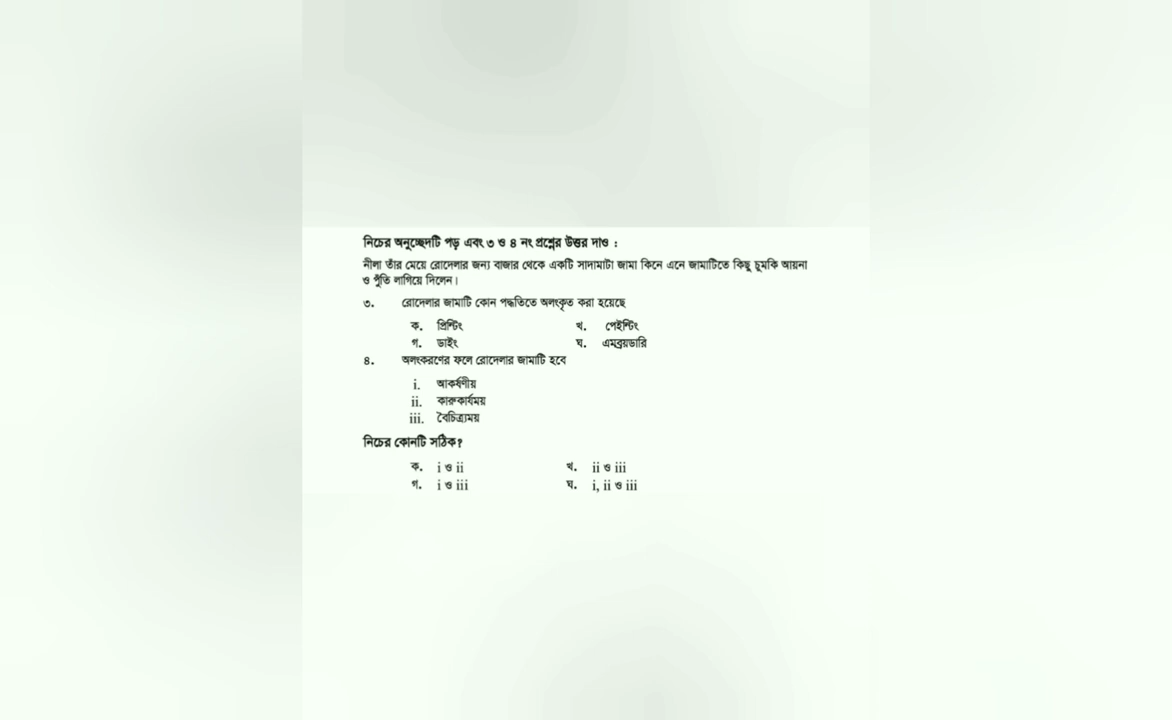 নিচের অনুচ্ছেদটি পড় এবং ৩ ও ৪ নং প্রশ্নের উত্তর দাও :
নীলা তাঁর মেয়ে রোদেলার জন্য বাজার থেকে একটি সাদামাটা জামা কিনে এনে জামাটিতে কিছু চুমকি আয়না
ও পুঁতি লাগিয়ে দিলেন।
৩. রোদেলার জামাটি কোন পদ্ধতিতে অলংকৃত করা হয়েছে
ক. প্রিন্টিং খ. পেইন্টিং
গ. ডাইং ঘ. এমব্রয়ডারি
৪. অলংকরণের ফলে রোদেলার জামাটি হবে
i. আকর্ষণীয়
ii. কারুকার্যময়
iii. বৈচিত্র্যময়
নিচের কোনটি সঠিক?
ক. i ও ii খ. ii ও iii
গ. i ও iii ঘ. i, ii ও iii